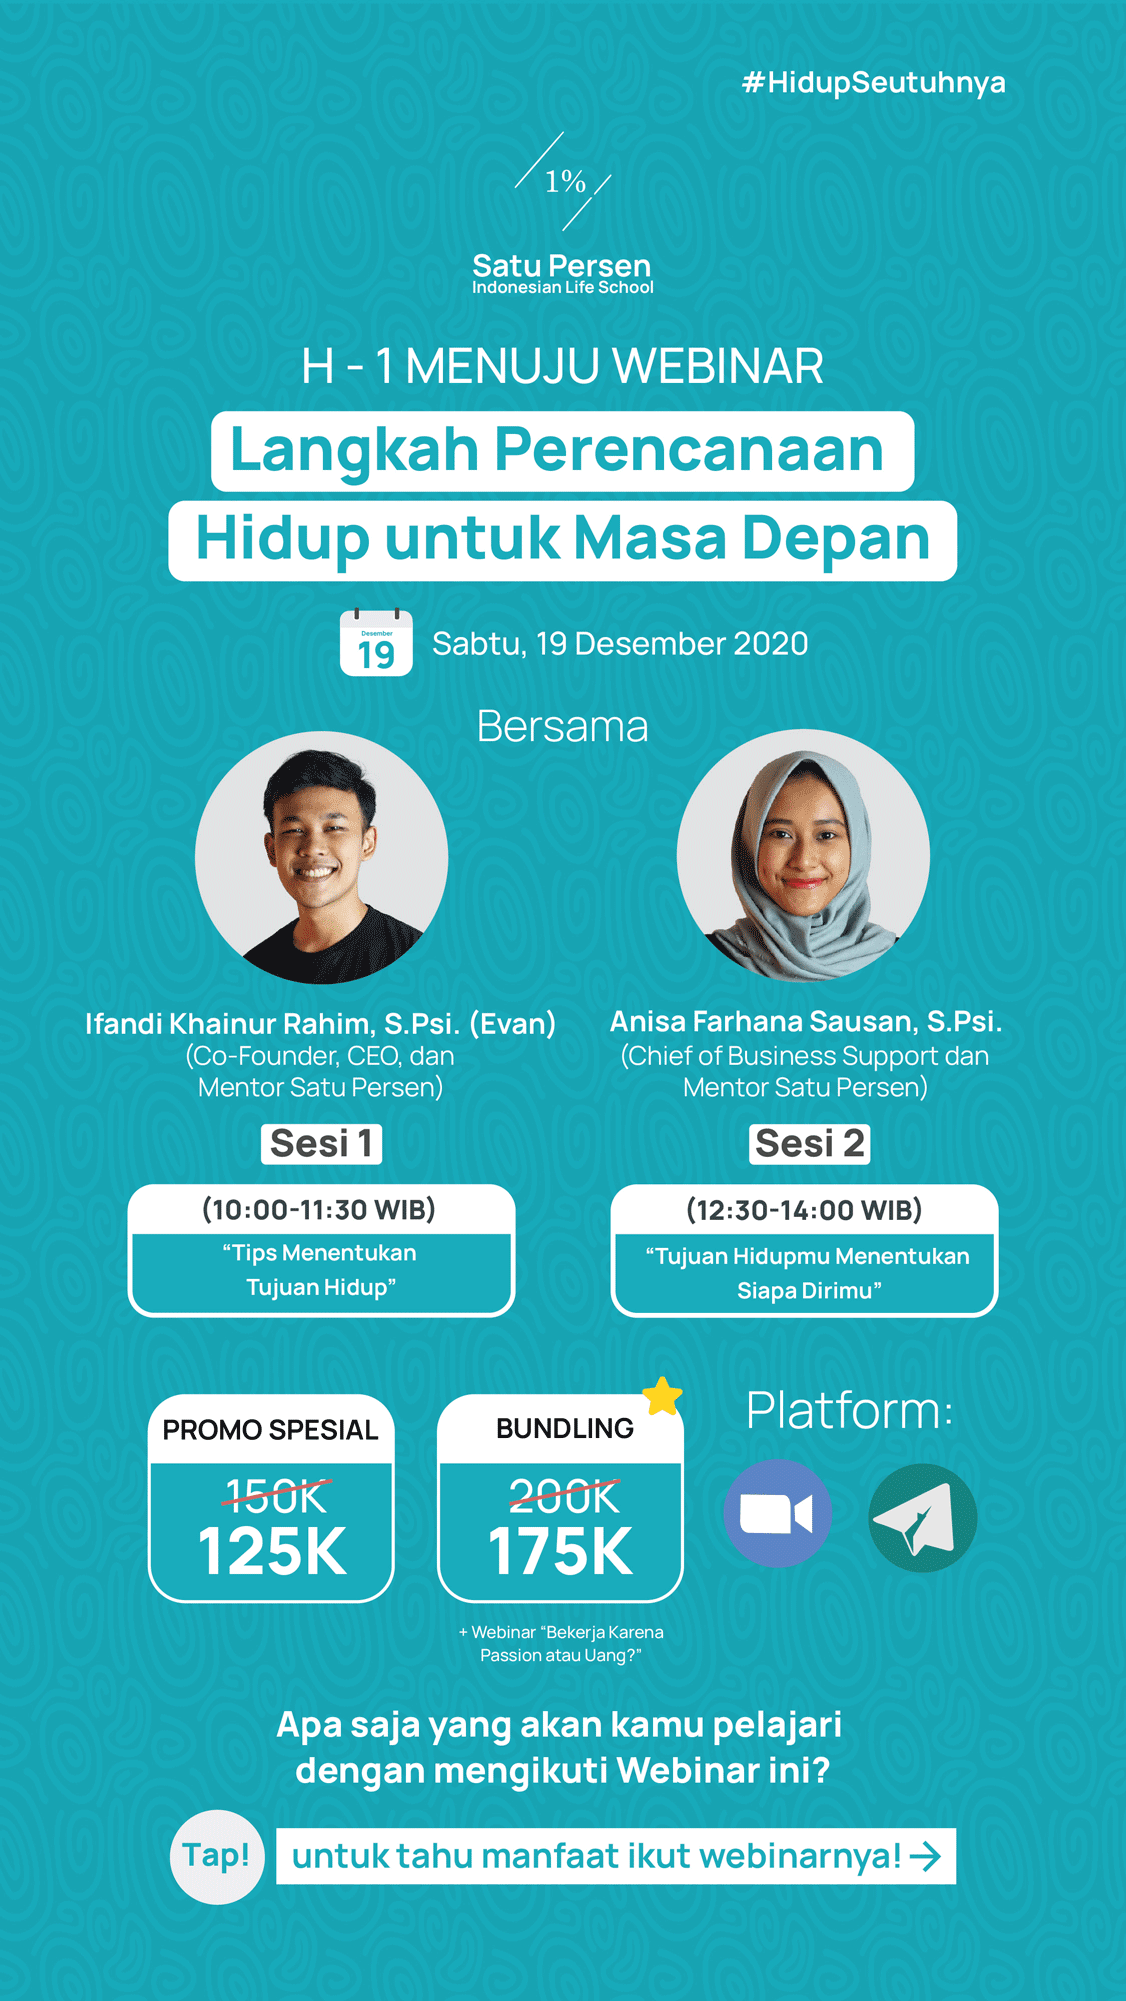 #HidupSeutuhnya
1%
Satu Persen
Indonesian Life School
H - 1 MENUJU WEBINAR
Langkah Perencanaan
Hidup untuk Masa Depan
Desember
19
Sabtu, 19 Desember 2020
Bersama
Ifandi Khainur Rahim, S.Psi. (Evan)
(Co-Founder, CEO, dan
Mentor Satu Persen)
Sesi 1
(10:00-11:30 WIB)
“Tips Menentukan
Tujuan Hidup”
Anisa Farhana Sausan, S.Psi.
(Chief of Business Support dan
Mentor Satu Persen)
Sesi 2
(12:30-14:00 WIB)
“Tujuan Hidupmu Menentukan
Siapa Dirimu”
PROMO SPESIAL
150K
125K
BUNDLING
200K
175K
+ Webinar “Bekerja Karena
Passion atau Uang?”
Platform:
Apa saja yang akan kamu pelajari
dengan mengikuti Webinar ini?
Tap!
untuk tahu manfaat ikut webinarnya! →